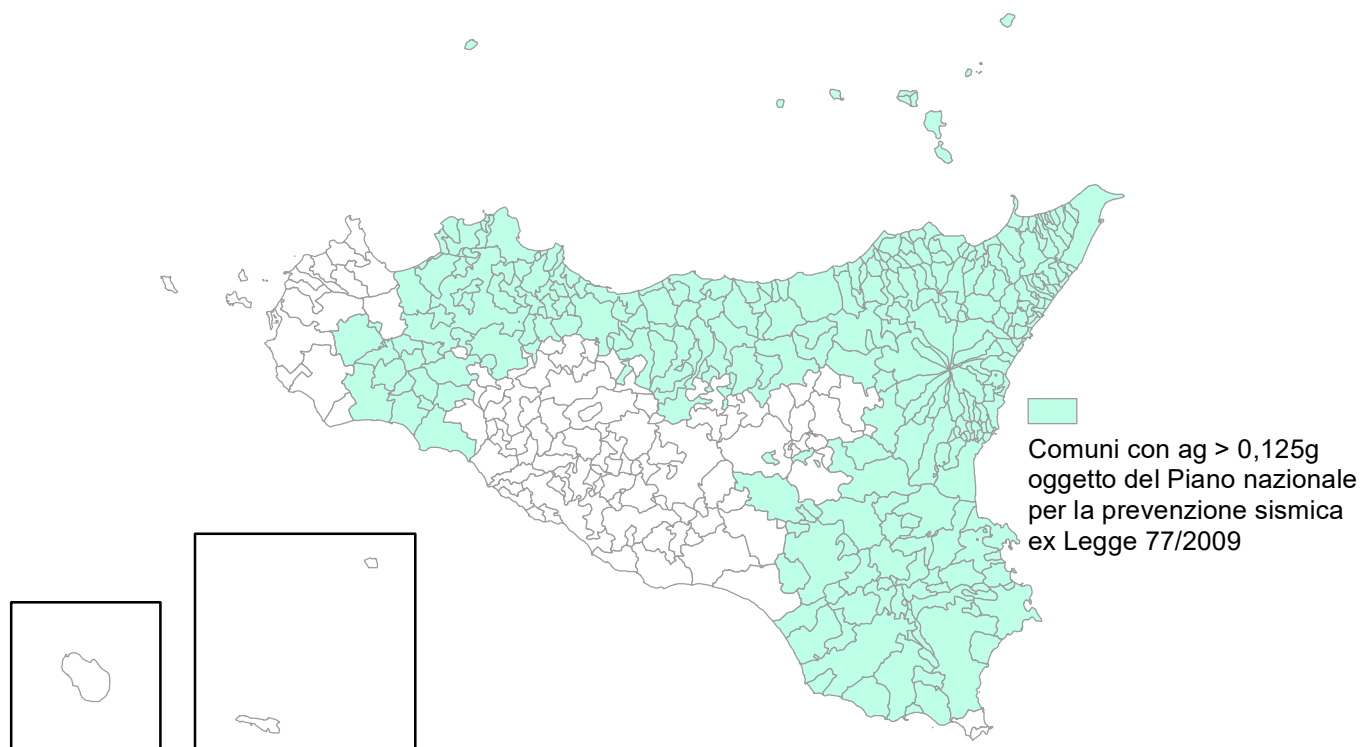 Comuni con ag > 0,125g
oggetto del Piano nazionale
per la prevenzione sismica
ex Legge 77/2009